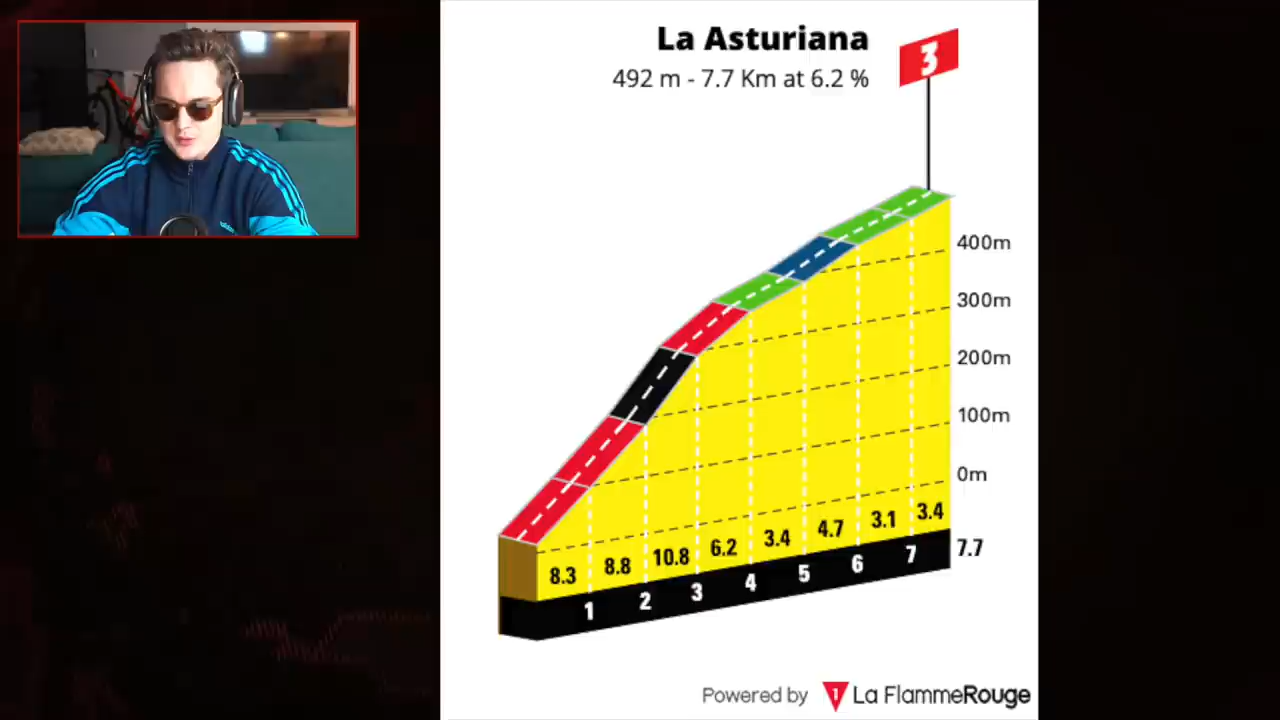 La Asturiana
3
492 m - 7.7 Km at 6.2 %
400m
300m
200m
100m
0m
8.3 8.8 10.8 6.2 3.4 4.7 3.1 3.4
1 2 3 4 5 6 7 7.7
Powered by 1 La FlammeRouge